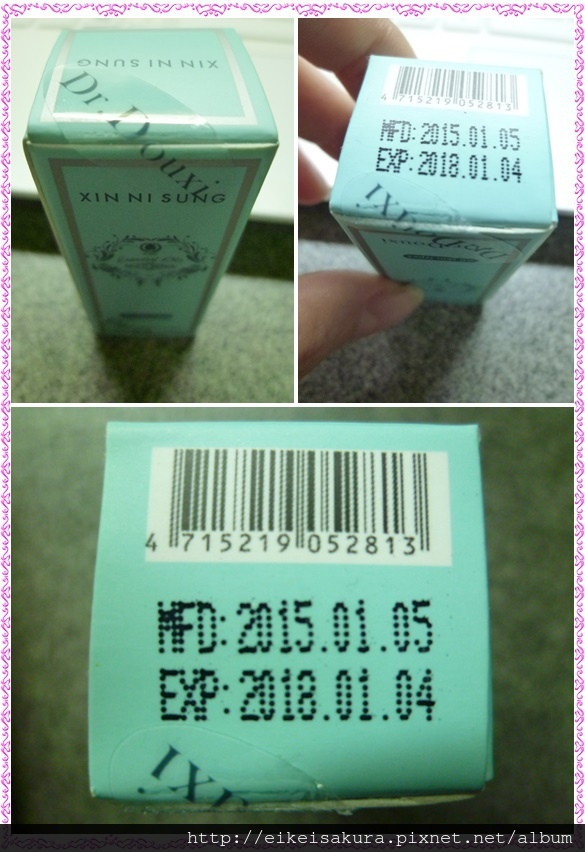 XIN NI SUNG
Dr.Douxi
XIN NI SUNG
4 715219 052813
MFD:2015.01.05
EXP:2018.01.04
4 715219 052813
MFD:2015.01.05
EXP:2018.01.04
http://eikeisakura.pixnet.net/album